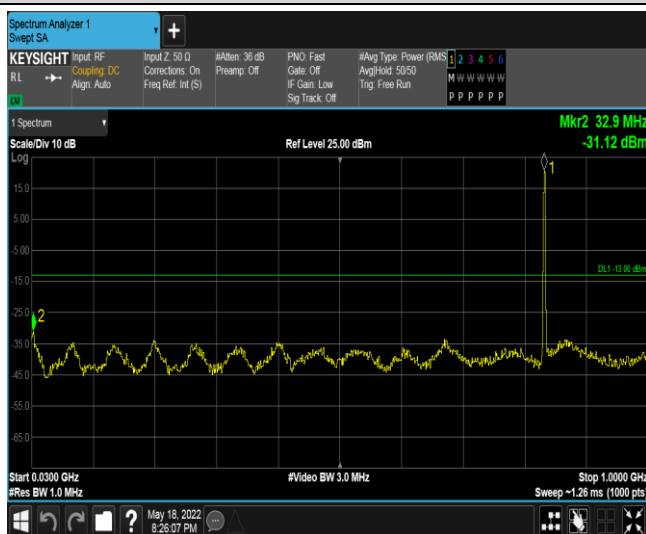 Spectrum Analyzer 1
Swept SA
+
KEYSIGHT
RL
Input: RF
Coupling: DC
Align: Auto
Input Z: 50 Ω
Corrections: On
Freq Ref: Int (S)
#Atten: 36 dB
Preamp: Off
PNO: Fast
Gate: Off
IF Gain: Low
Sig Track: Off
#Avg Type: Power (RMS
Avg|Hold: 50/50
Trig: Free Run
1 2 3 4 5 6
M W W W W W
P P P P P P
1 Spectrum
Scale/Div 10 dB
Ref Level 25.00 dBm
Mkr2 32.9 MHz
-31.12 dBm
Log
15.0
5.00
-5.00
-15.0
-25.0
-35.0
-45.0
-55.0
-65.0
1
2
DL1 -13.00 dBm
Start 0.0300 GHz
#Res BW 1.0 MHz
#Video BW 3.0 MHz
Stop 1.0000 GHz
Sweep ~1.26 ms (1000 pts)
?
May 18, 2022
8:26:07 PM